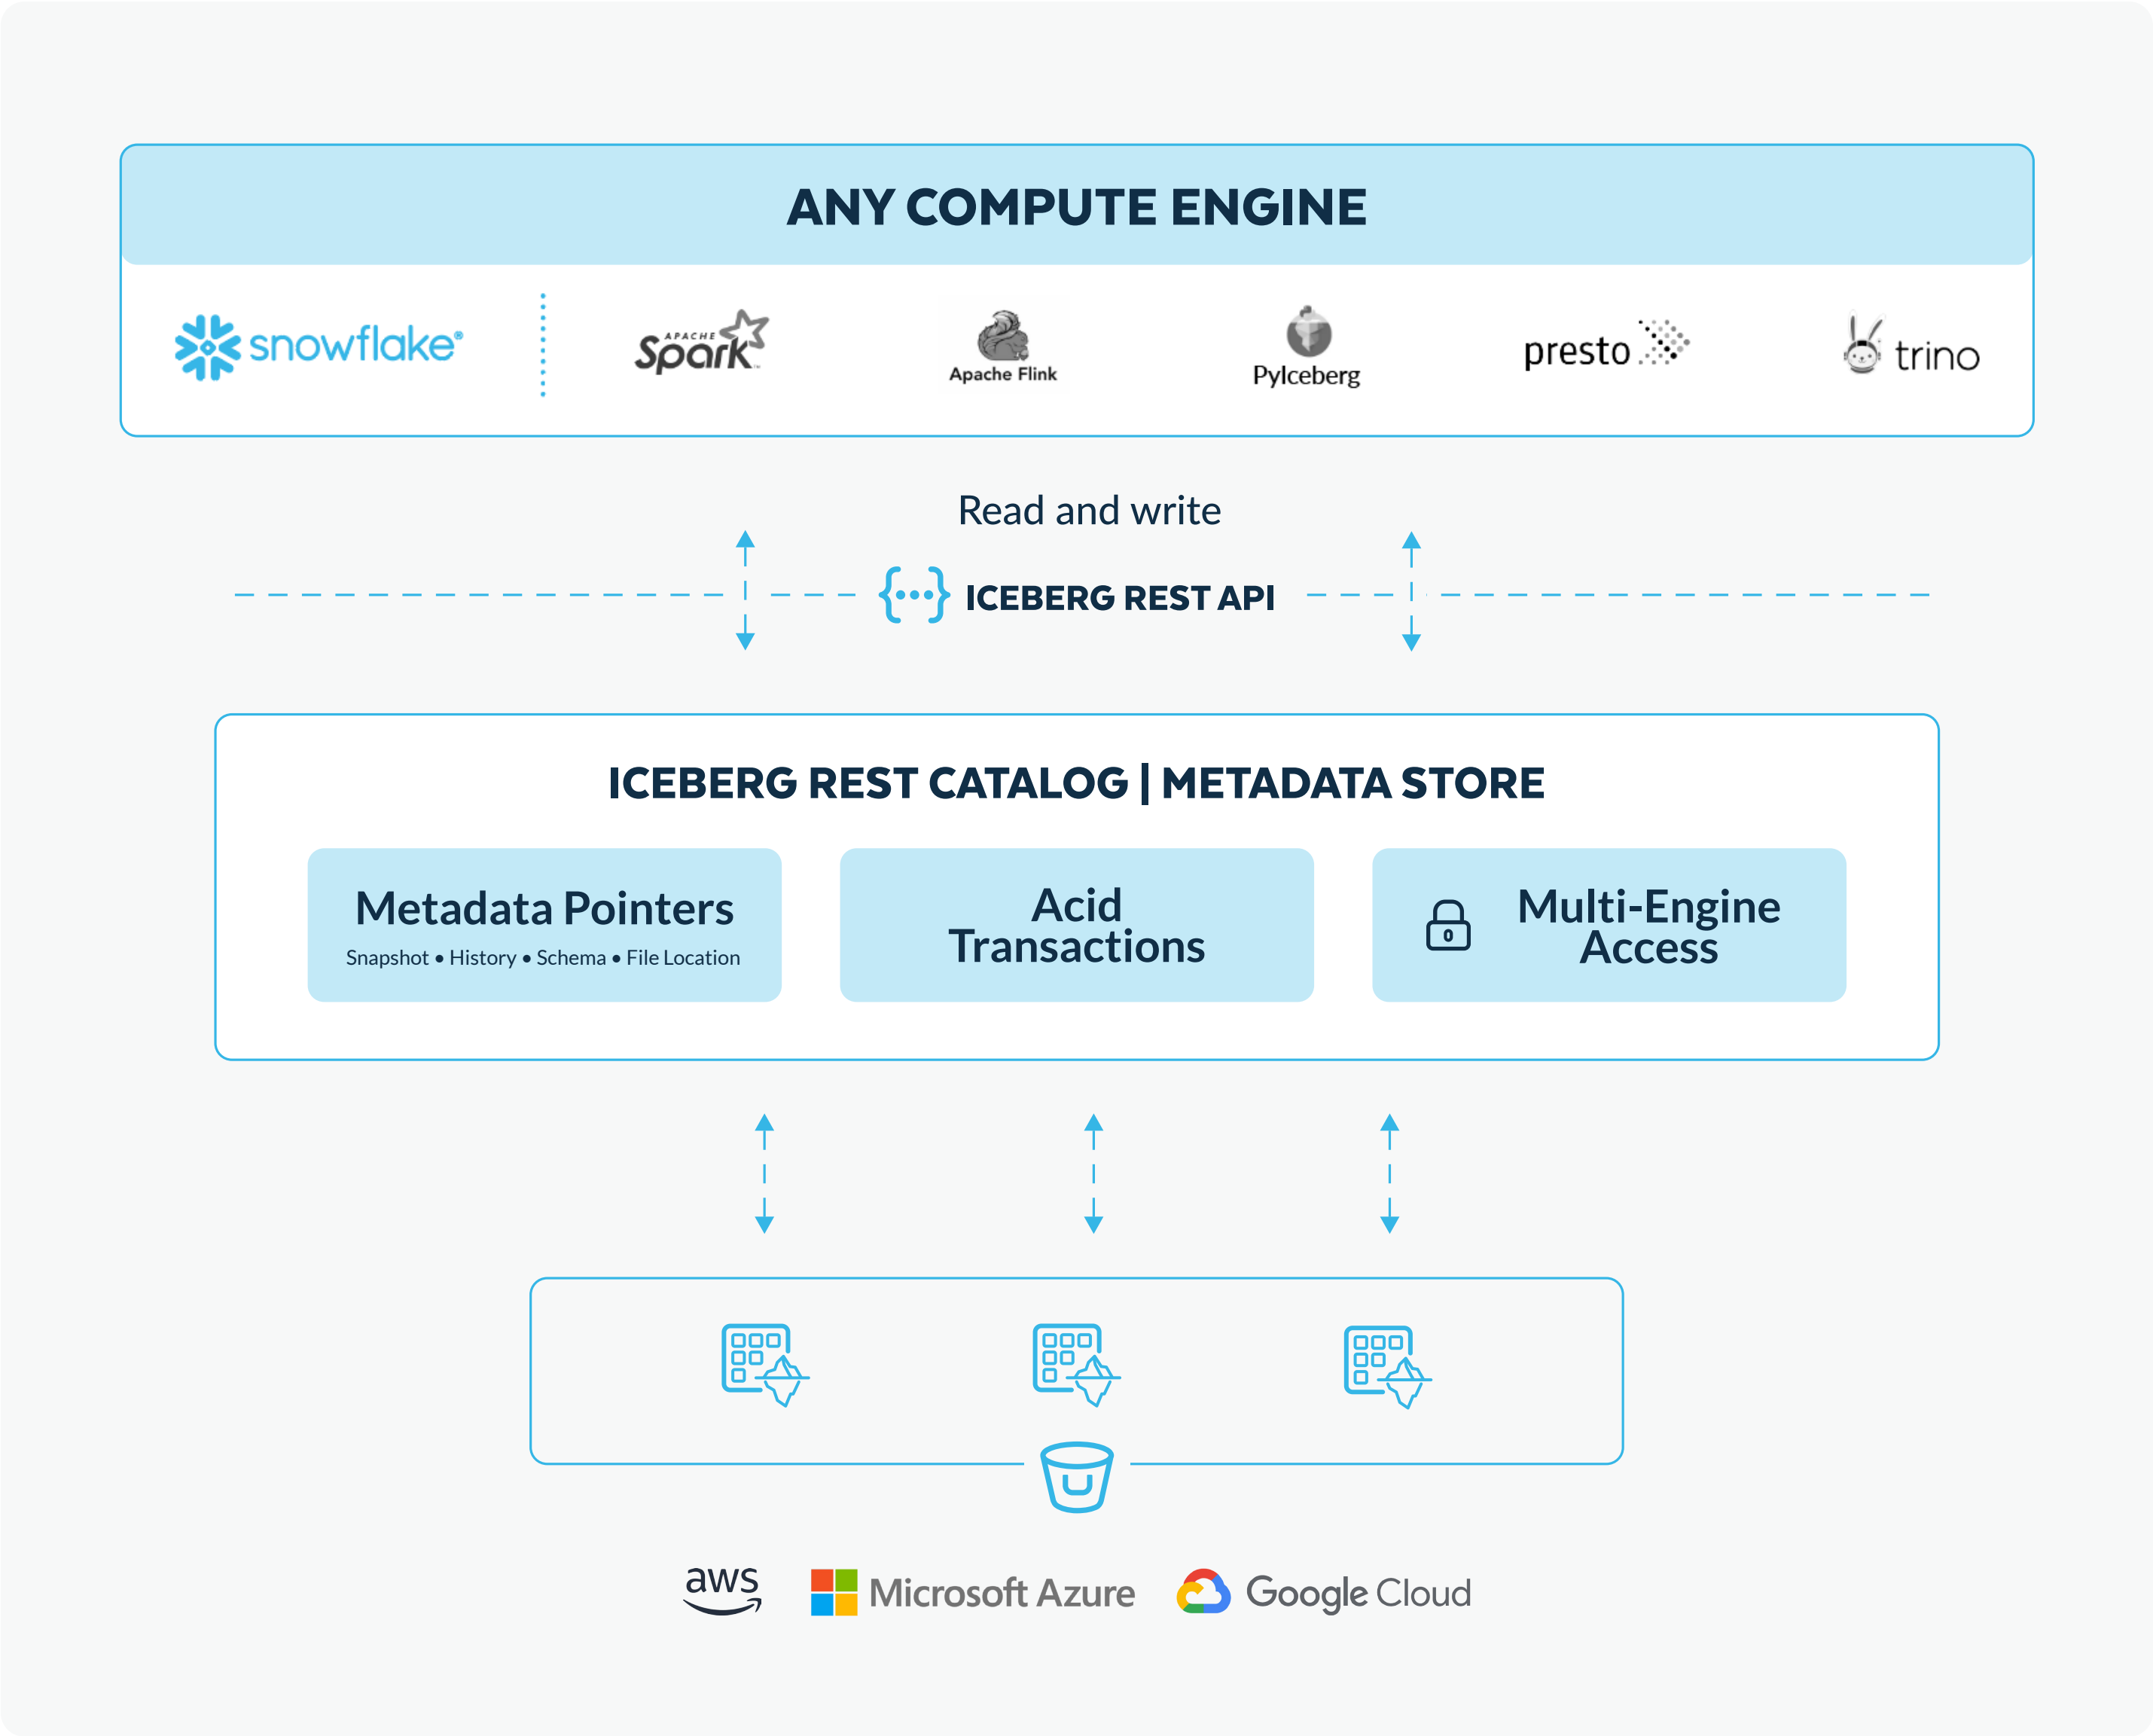 ANY COMPUTE ENGINE
snowflake®
APACHE
Spark™
Apache Flink
PyIceberg
presto
trino
Read and write
{...} ICEBERG REST API
ICEBERG REST CATALOG | METADATA STORE
Metadata Pointers
Snapshot • History • Schema • File Location
Acid
Transactions
Multi-Engine
Access
aws
Microsoft Azure
Google Cloud